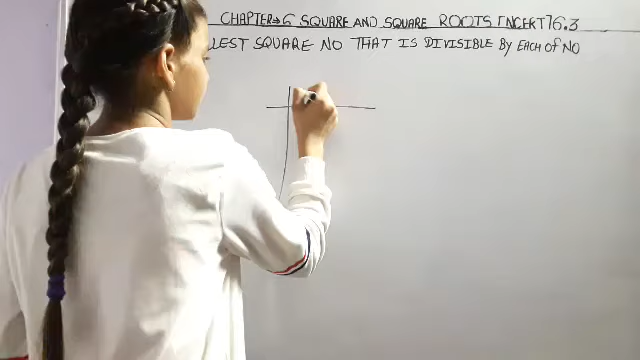 CHAPTER→6 SQUARE AND SQUARE ROOTS [NCERT] 6.3
LEST SQUARE NO THAT IS DIVISIBLE BY EACH OF NO